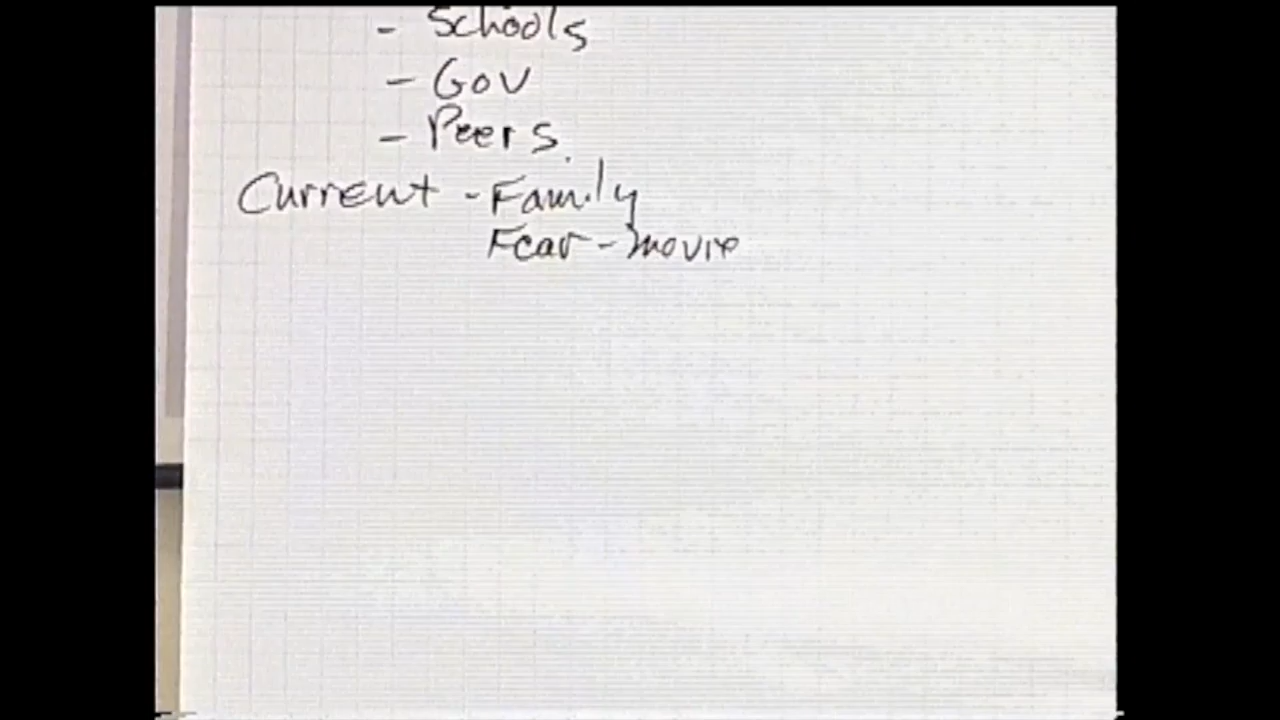 - Schools
- Gov
- Peers
Current - Family
Fear - movie